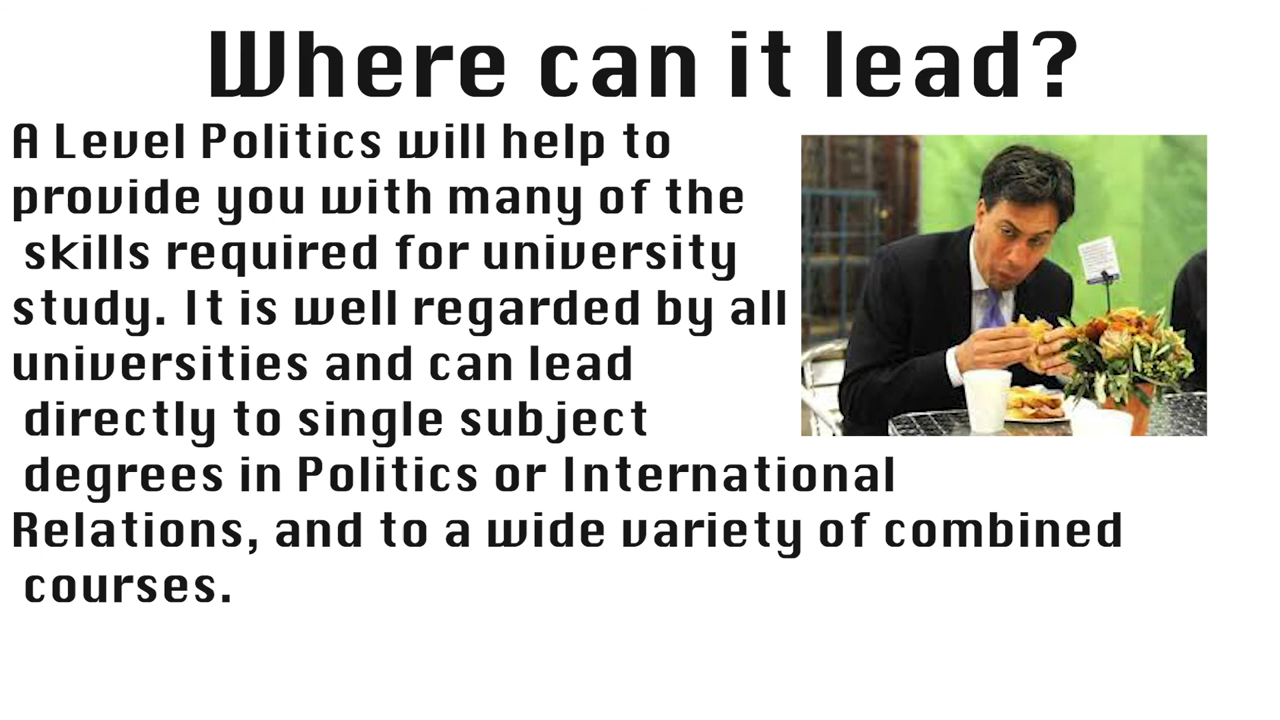 Where can it lead?
A Level Politics will help to
provide you with many of the
skills required for university
study. It is well regarded by all
universities and can lead
directly to single subject
degrees in Politics or International
Relations, and to a wide variety of combined
courses.